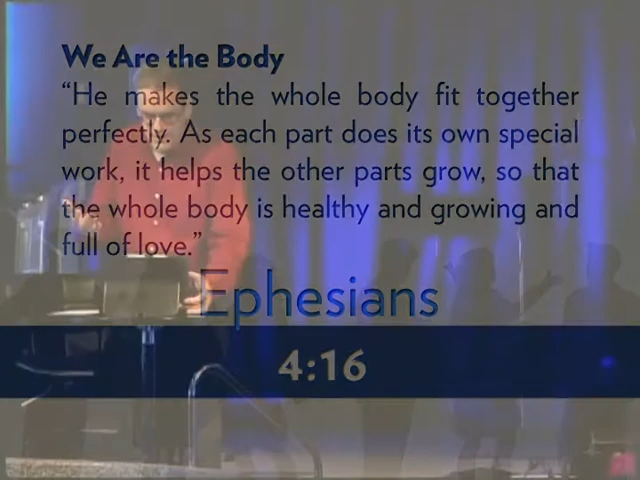 We Are the Body
“He makes the whole body fit together
perfectly. As each part does its own special
work, it helps the other parts grow, so that
the whole body is healthy and growing and
full of love.”
Ephesians
4:16